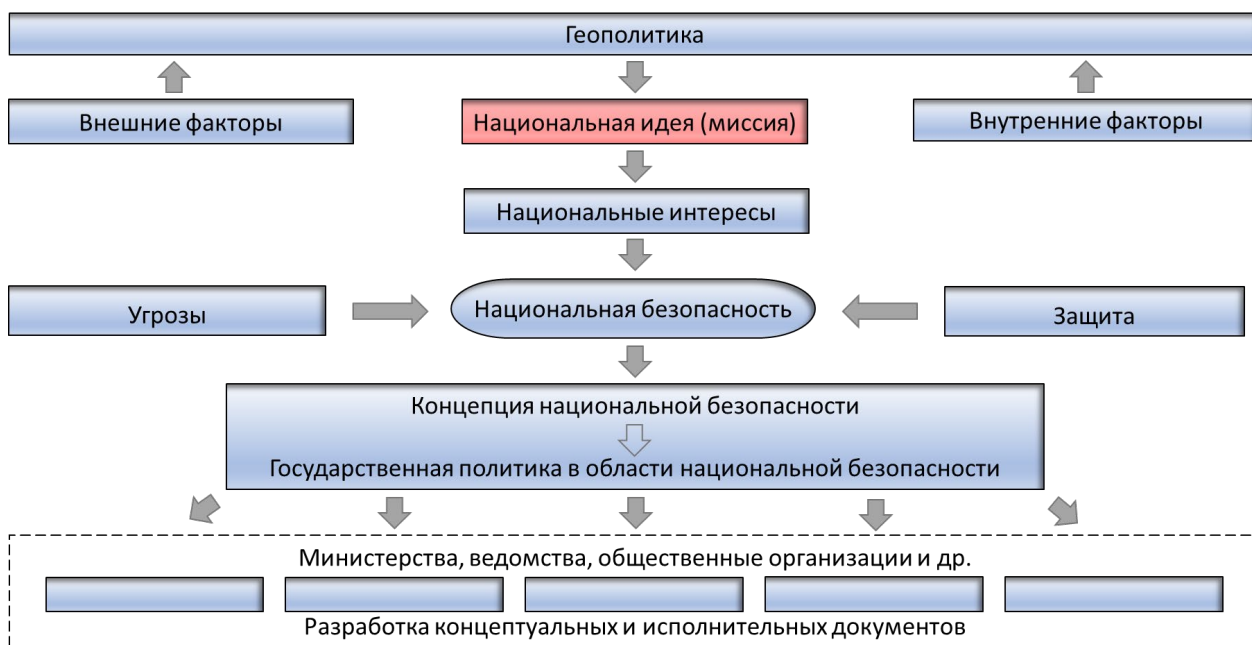 Геополитика
Внешние факторы
Национальная идея (миссия)
Внутренние факторы
Национальные интересы
Угрозы
Национальная безопасность
Защита
Концепция национальной безопасности
Государственная политика в области национальной безопасности
Министерства, ведомства, общественные организации и др.
Разработка концептуальных и исполнительных документов